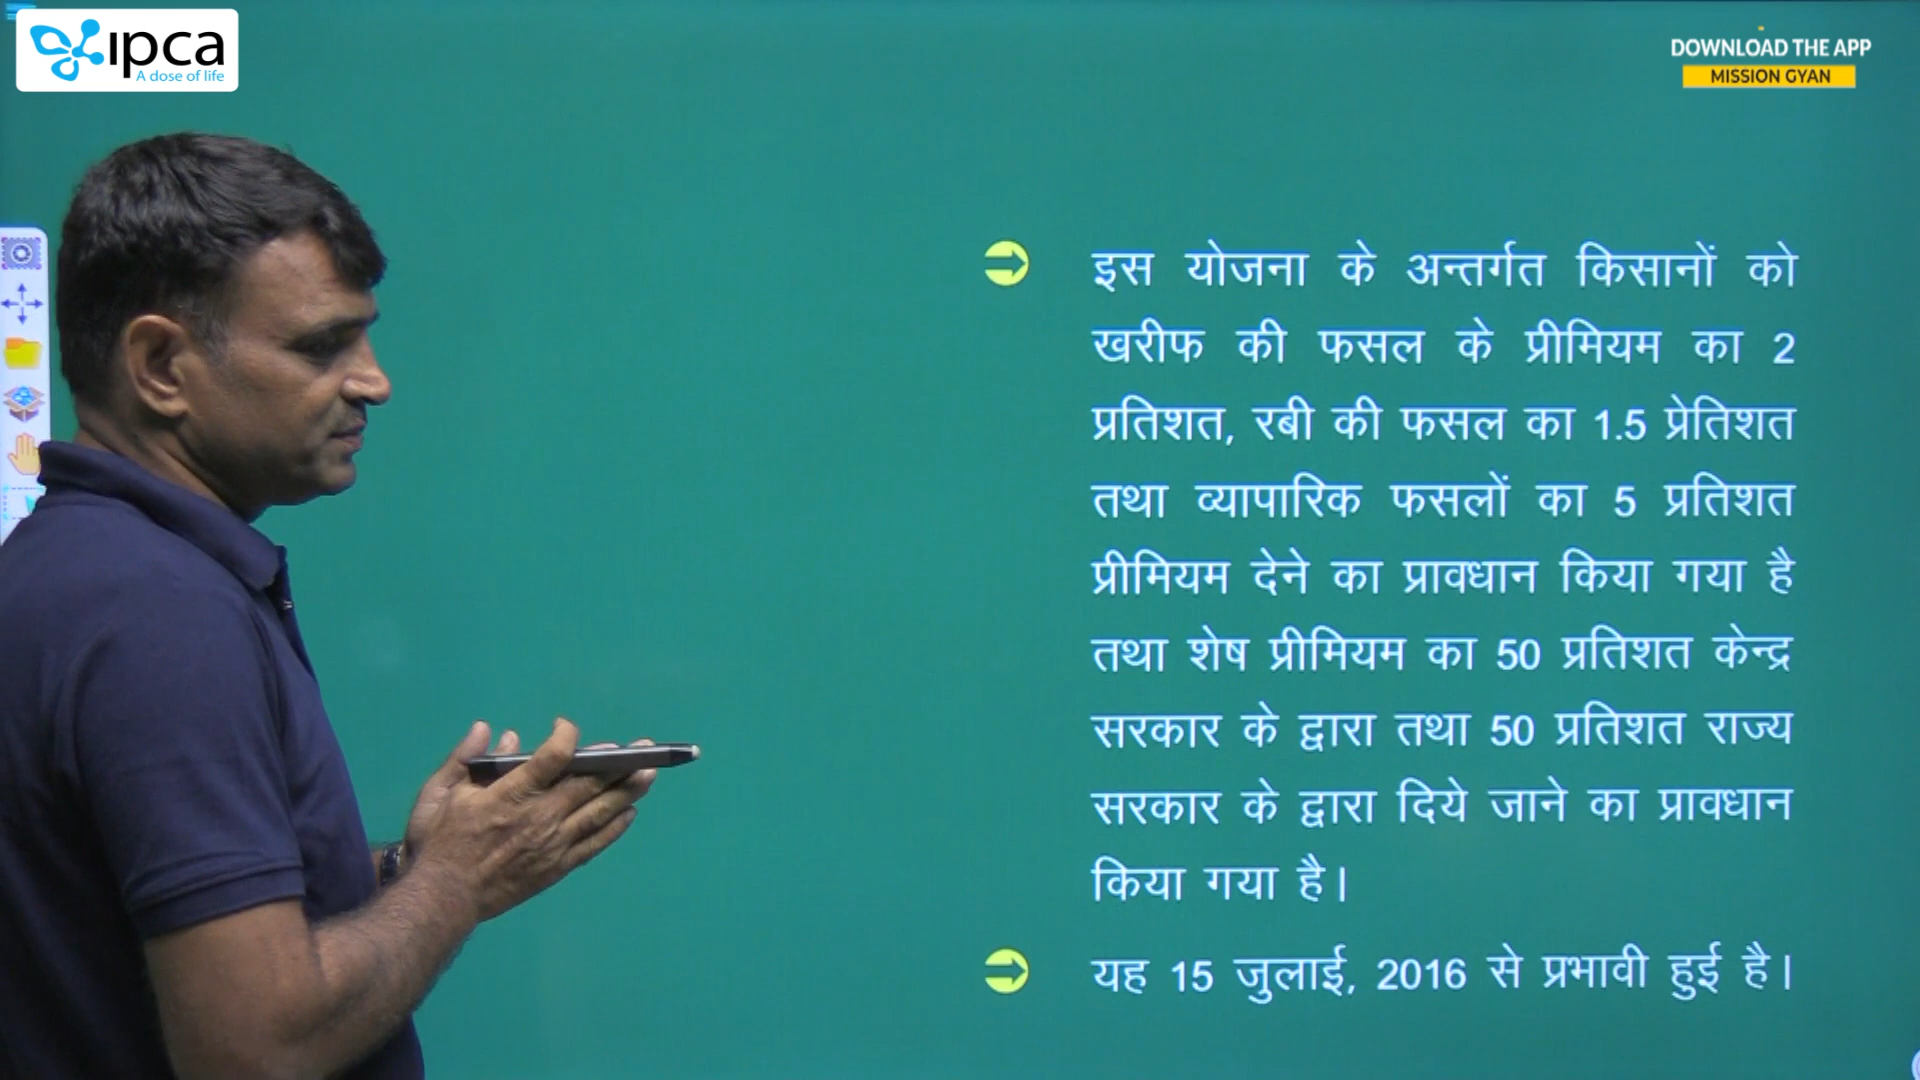 ipca
A dose of life
DOWNLOAD THE APP
MISSION GYAN
इस योजना के अन्तर्गत किसानों को
खरीफ की फसल के प्रीमियम का 2
प्रतिशत, रबी की फसल का 1.5 प्रेतिशत
तथा व्यापारिक फसलों का 5 प्रतिशत
प्रीमियम देने का प्रावधान किया गया है
तथा शेष प्रीमियम का 50 प्रतिशत केन्द्र
सरकार के द्वारा तथा 50 प्रतिशत राज्य
सरकार के द्वारा दिये जाने का प्रावधान
किया गया है।
यह 15 जुलाई, 2016 से प्रभावी हुई है।